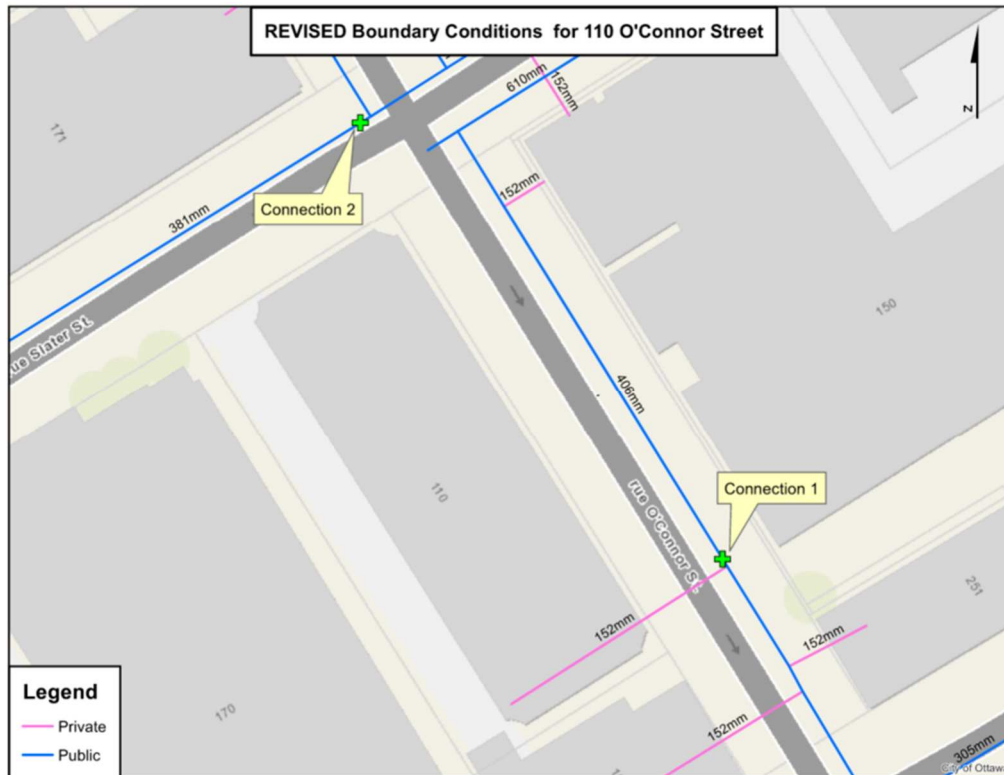 REVISED Boundary Conditions for 110 O'Connor Street
610mm
152mm
N
171
Connection 2
381mm
152mm
150
rue Slater St.
406mm
110
Connection 1
rue O'Connor St.
251
152mm
152mm
170
152mm
305mm
Legend
Private
Public
City of Ottawa